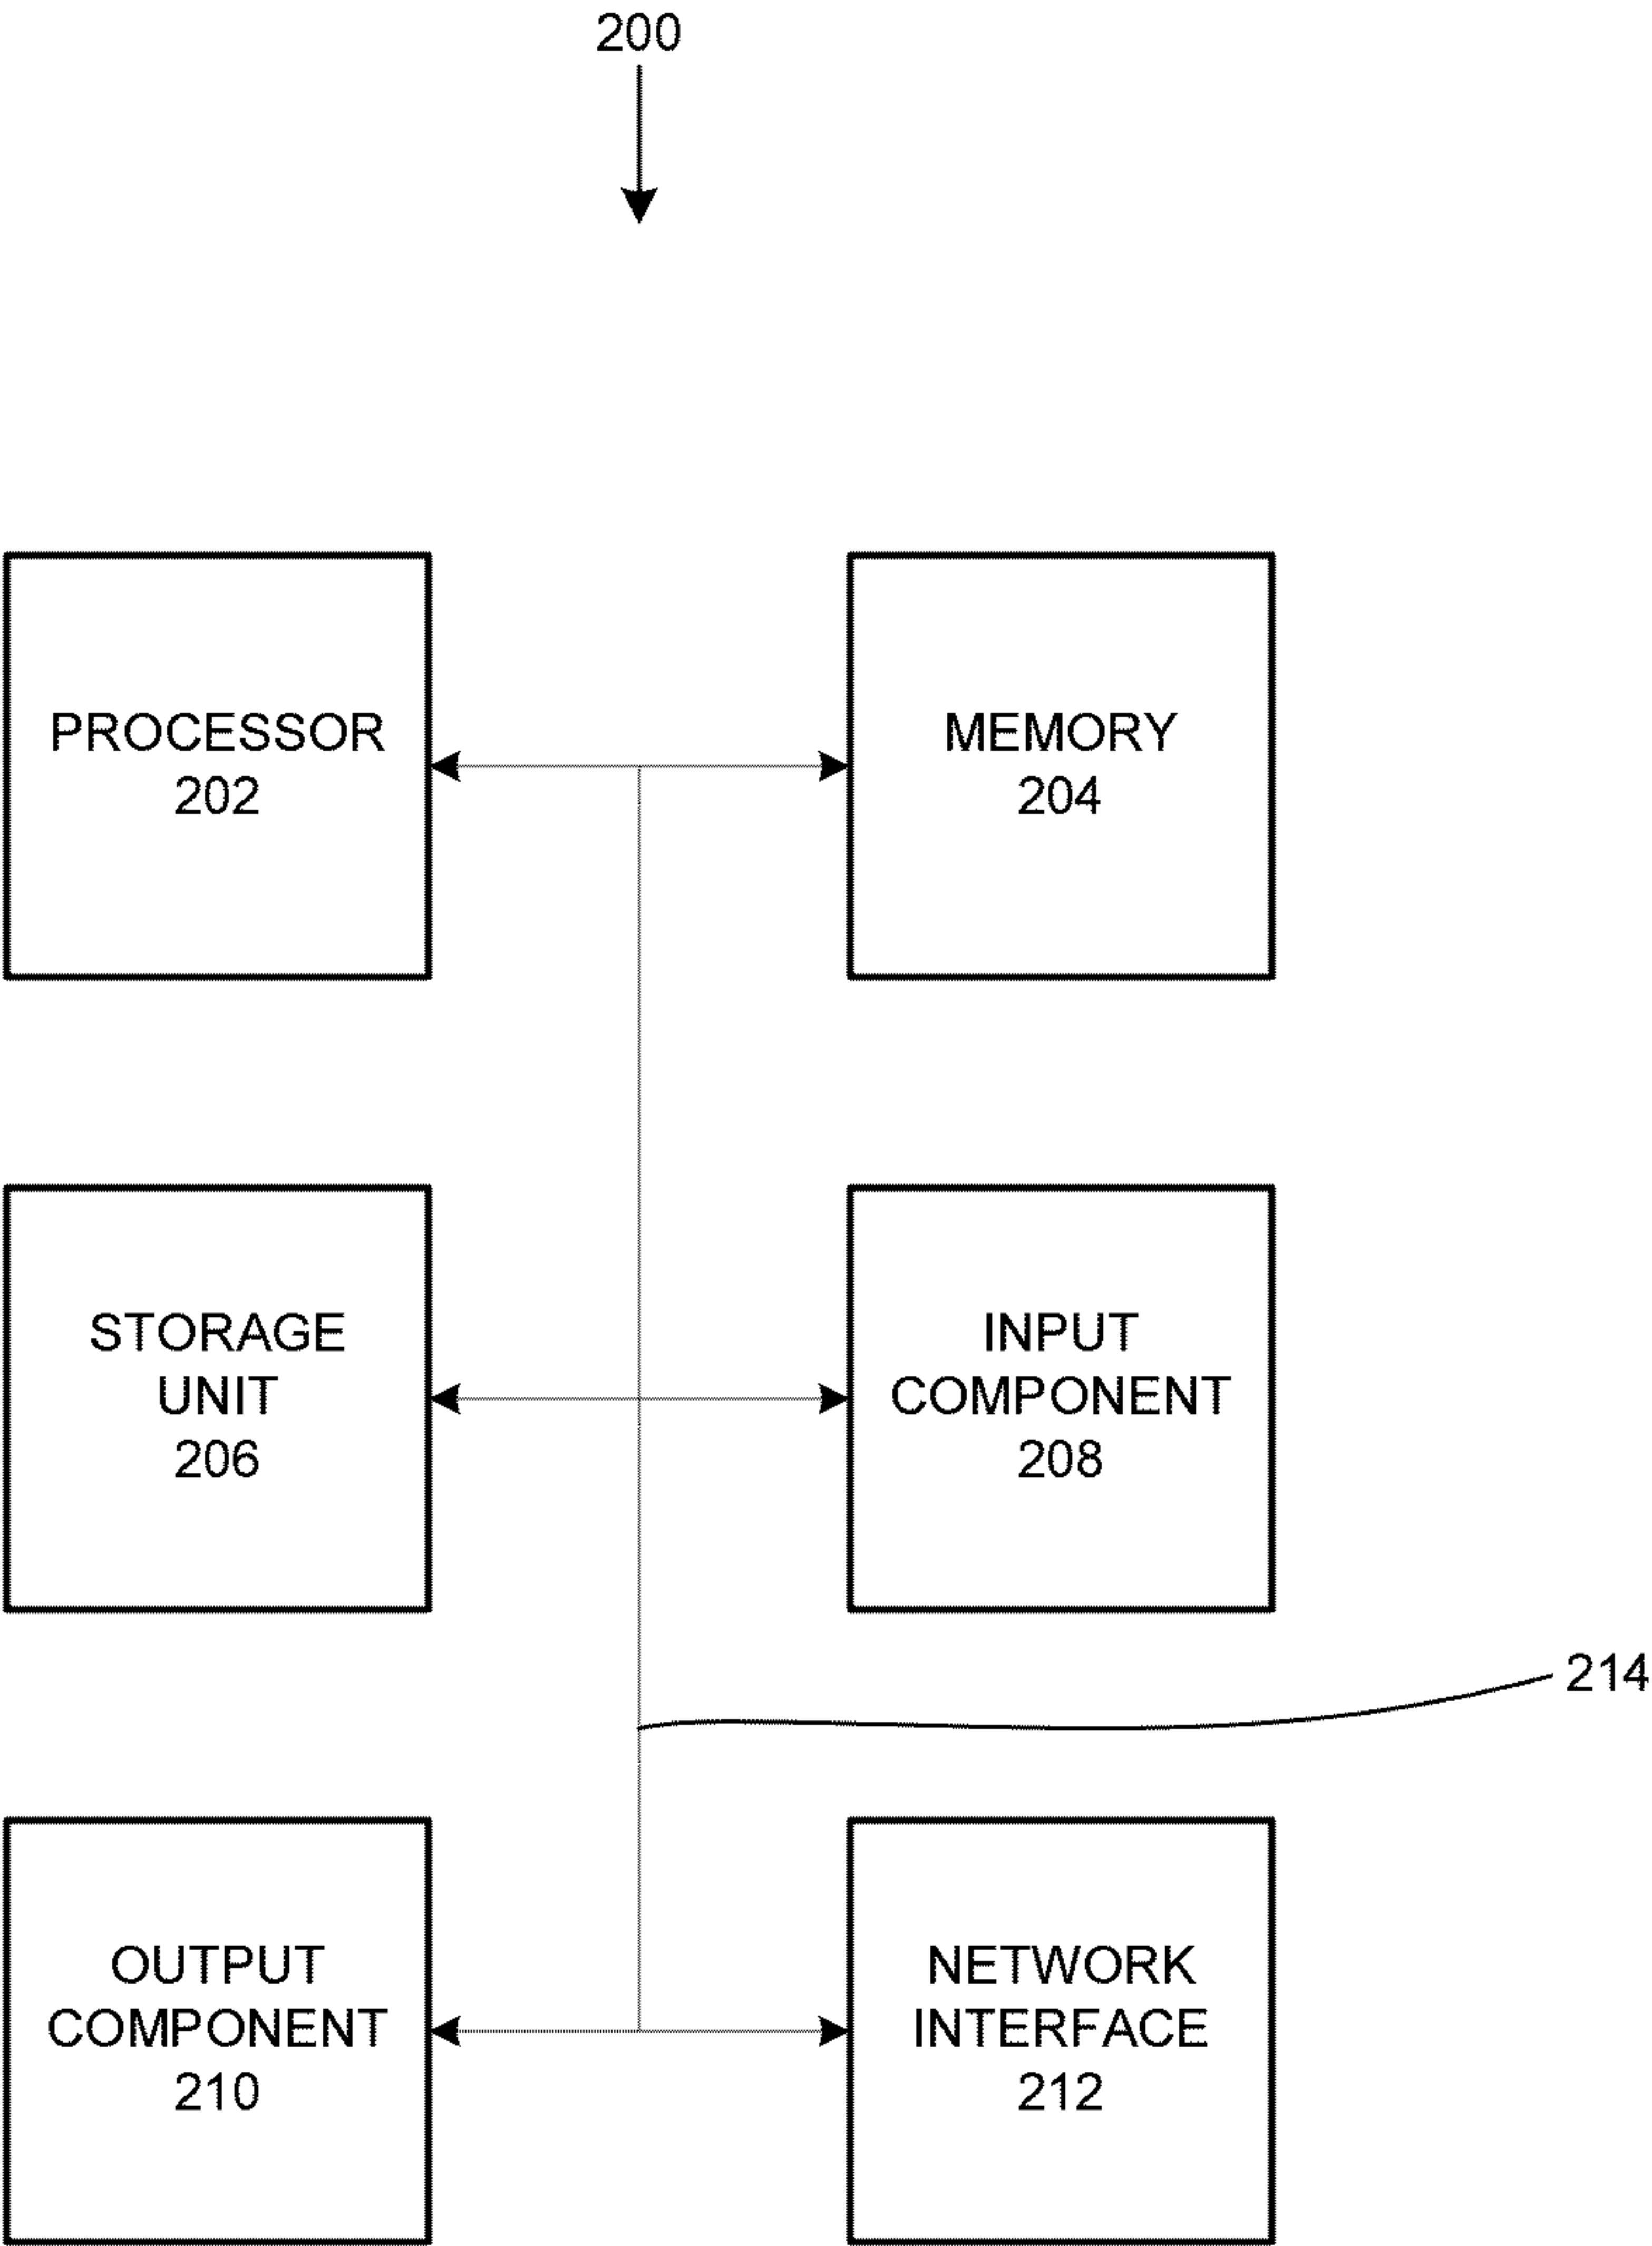 200
PROCESSOR
202
MEMORY
204
STORAGE
UNIT
206
INPUT
COMPONENT
208
214
OUTPUT
COMPONENT
210
NETWORK
INTERFACE
212